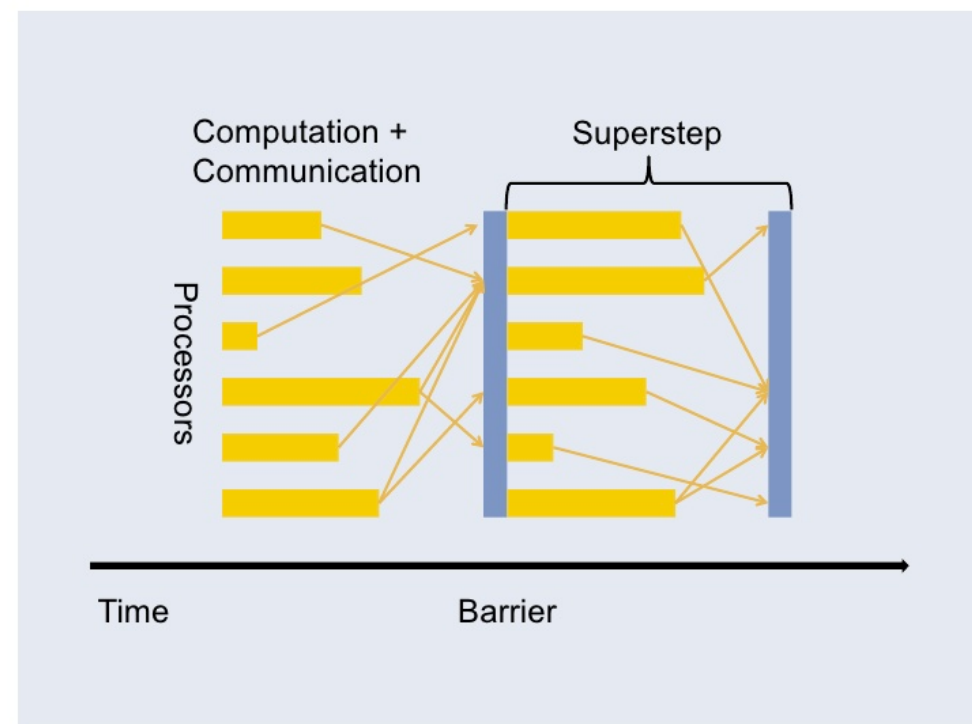 Computation +
Communication
Superstep
Processors
Time
Barrier